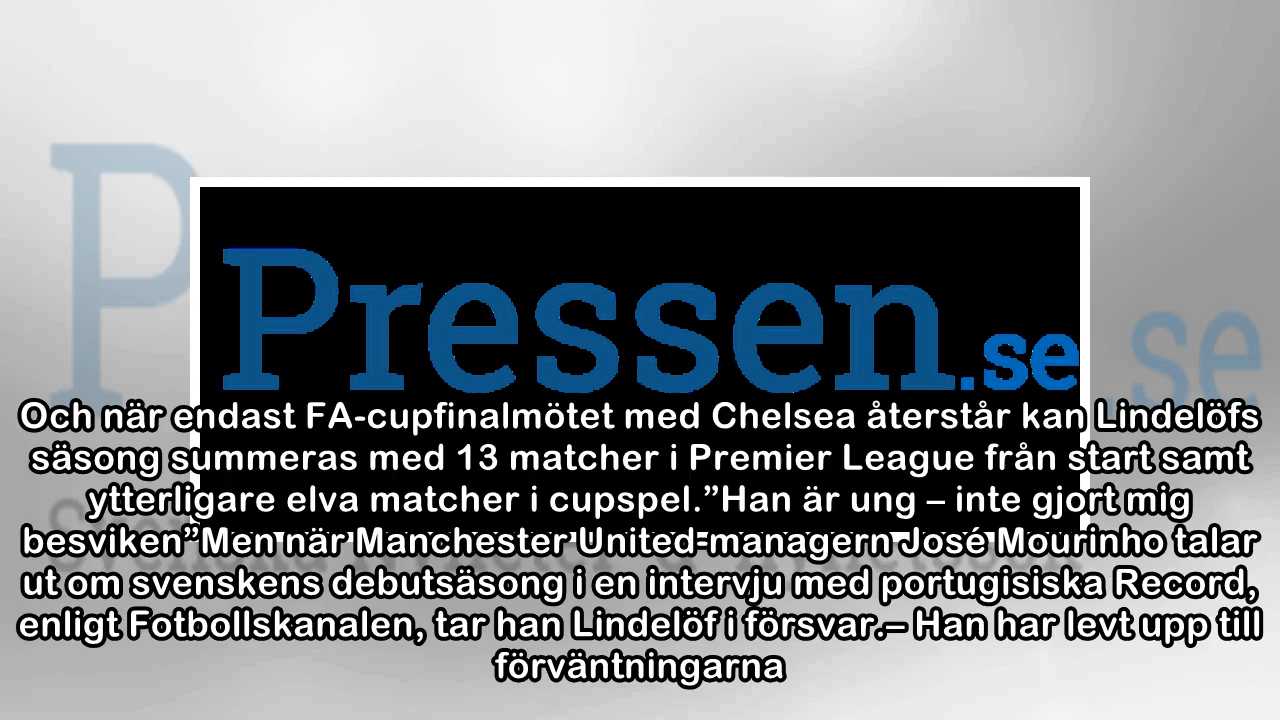 Pressen.se
Och när endast FA-cupfinalmötet med Chelsea återstår kan Lindelöfs
säsong summeras med 13 matcher i Premier League från start samt
ytterligare elva matcher i cupspel.”Han är ung – inte gjort mig
besviken”Men när Manchester United-managern José Mourinho talar
ut om svenskens debutsäsong i en intervju med portugisiska Record,
enligt Fotbollskanalen, tar han Lindelöf i försvar.– Han har levt upp till
förväntningarna